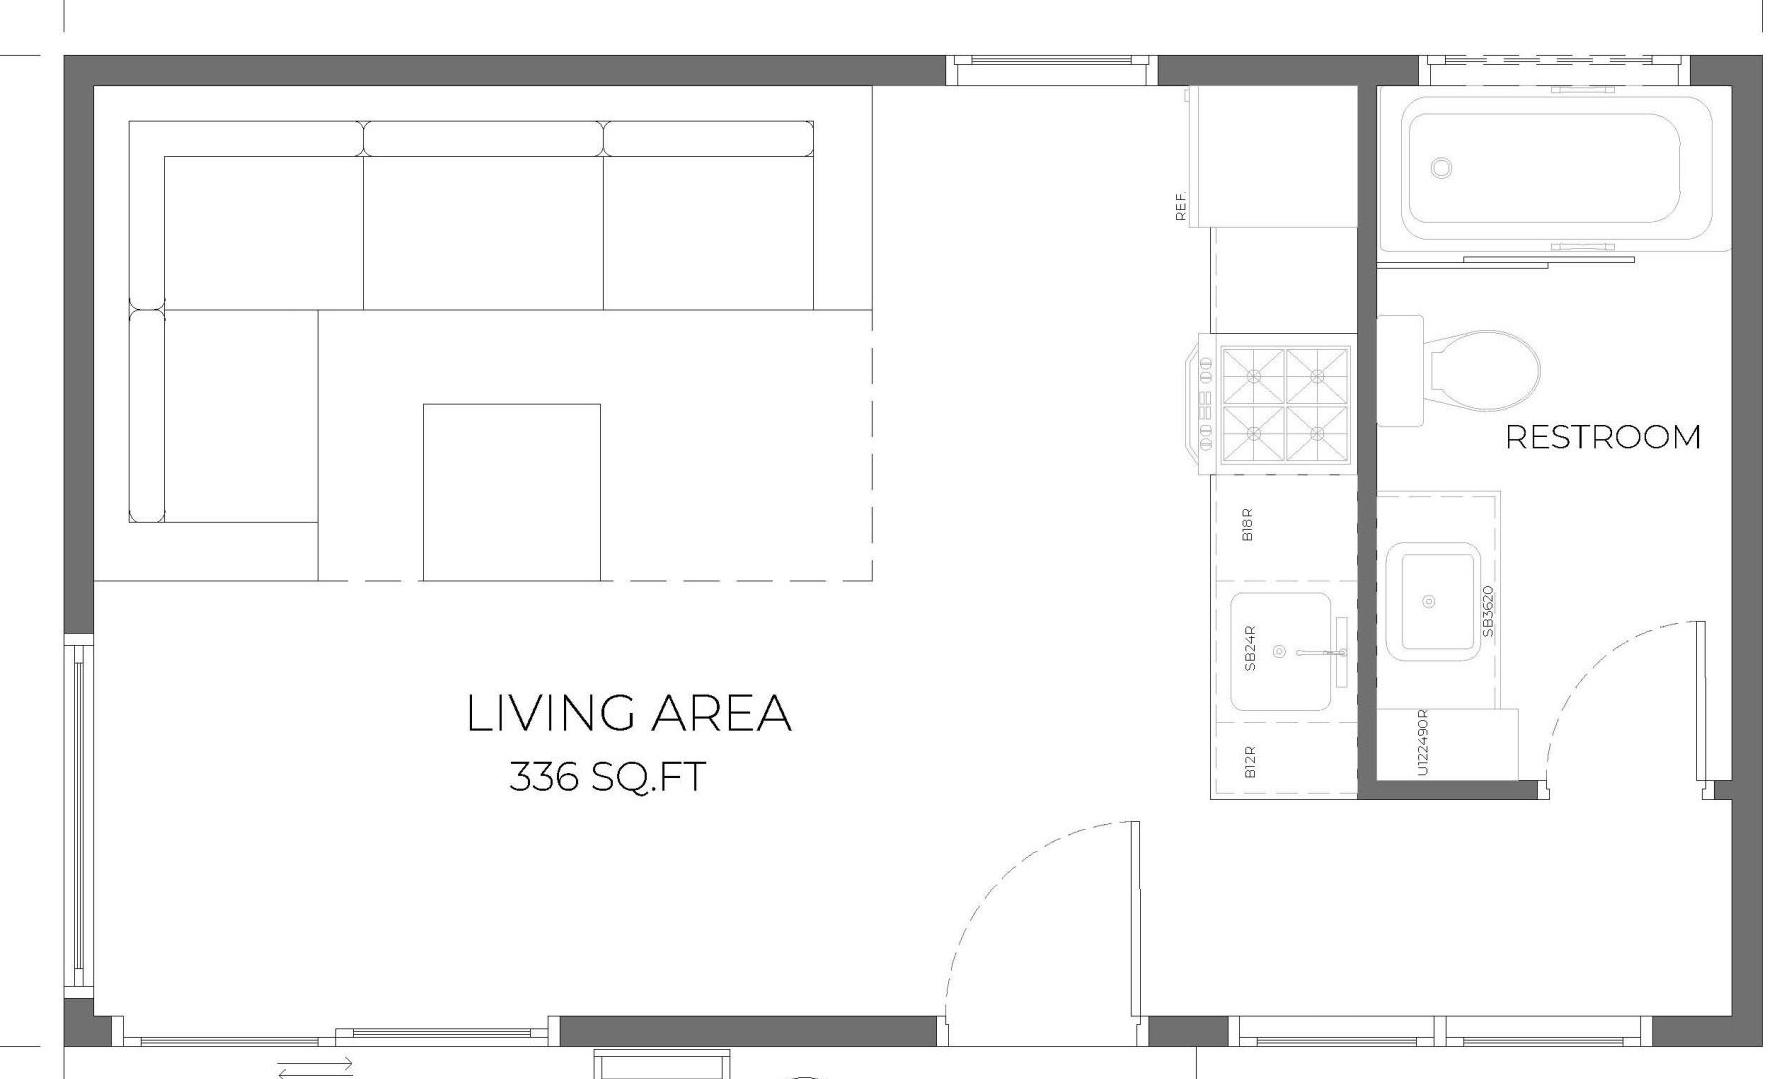 REF.
RESTROOM
B18R
SB24R
SB3620
LIVING AREA
336 SQ.FT
B12R
U122490R